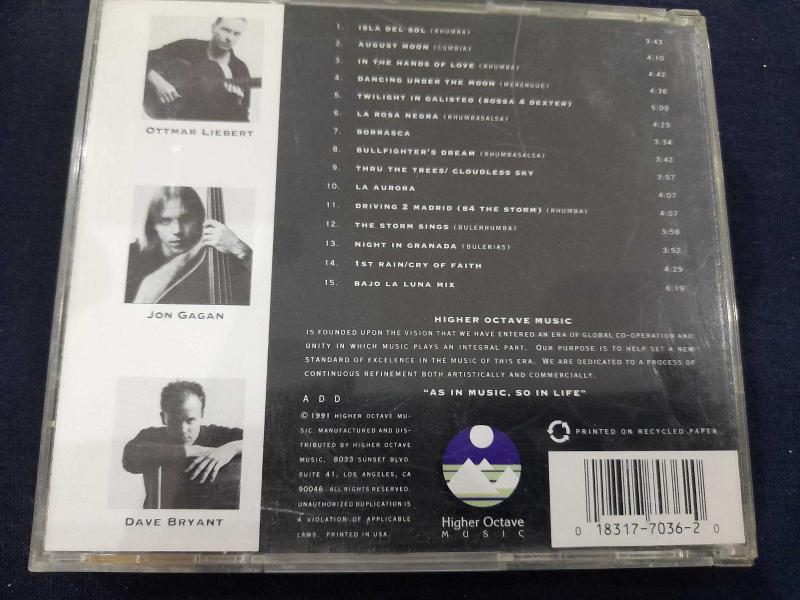 OTTMAR LIEBERT
JON GAGAN
DAVE BRYANT
1. ISLA DEL SOL (RHUMBA) 3:43
2. AUGUST MOON (CUMBIA) 4:10
3. IN THE HANDS OF LOVE (RHUMBA) 4:42
4. DANCING UNDER THE MOON (MERENGUE) 4:36
5. TWILIGHT IN GALISTEO (BOSSA 4 DEXTER) 5:09
6. LA ROSA NEGRA (RHUMBASALSA) 4:25
7. BORRASCA 3:34
8. BULLFIGHTER'S DREAM (RHUMBASALSA) 3:42
9. THRU THE TREES/ CLOUDLESS SKY 3:57
10. LA AURORA 4:07
11. DRIVING 2 MADRID (84 THE STORM) (RHUMBA) 4:07
12. THE STORM SINGS (BULERHUMBA) 3:58
13. NIGHT IN GRANADA (BULERIAS) 3:52
14. 1ST RAIN/CRY OF FAITH 4:29
15. BAJO LA LUNA MIX 6:19
HIGHER OCTAVE MUSIC
IS FOUNDED UPON THE VISION THAT WE HAVE ENTERED AN ERA OF GLOBAL CO-OPERATION AND
UNITY IN WHICH MUSIC PLAYS AN INTEGRAL PART. OUR PURPOSE IS TO HELP SET A NEW
STANDARD OF EXCELENCE IN THE MUSIC OF THIS ERA. WE ARE DEDICATED TO A PROCESS OF
CONTINUOUS REFINEMENT BOTH ARTISTICALLY AND COMMERCIALLY.
"AS IN MUSIC, SO IN LIFE"
A D D
© 1991 HIGHER OCTAVE MU-
SIC. MANUFACTURED AND DIS-
TRIBUTED BY HIGHER OCTAVE
MUSIC, 8033 SUNSET BLVD.
SUITE 41, LOS ANGELES, CA
90046 ALL RIGHTS RESERVED.
UNAUTHORIZED DUPLICATION IS
A VIOLATION OF APPLICABLE
LAWS. PRINTED IN USA.
Higher Octave
MUSIC
PRINTED ON RECYCLED PAPER
0 18317-7036-2 0